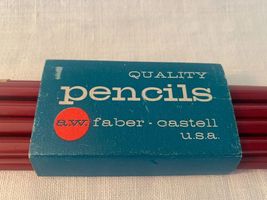 QUALITY
pencils
a.w. faber · castell
u.s.a.